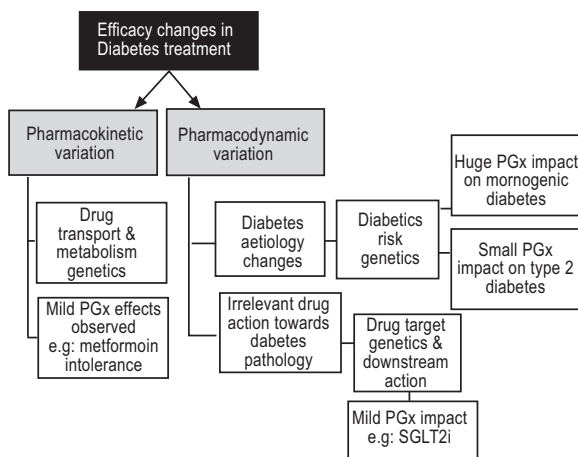 Efficacy changes in
Diabetes treatment
Pharmacokinetic
variation
Pharmacodynamic
variation
Drug
transport &
metabolism
genetics
Mild PGx effects
observed
e.g: metformoin
intolerance
Diabetes
aetiology
changes
Diabetics
risk
genetics
Huge PGx impact
on mornogenic
diabetes
Small PGx
impact on type 2
diabetes
Irrelevant drug
action towards
dabetes
pathology
Drug target
genetics &
downstream
action
Mild PGx impact
e.g: SGLT2i